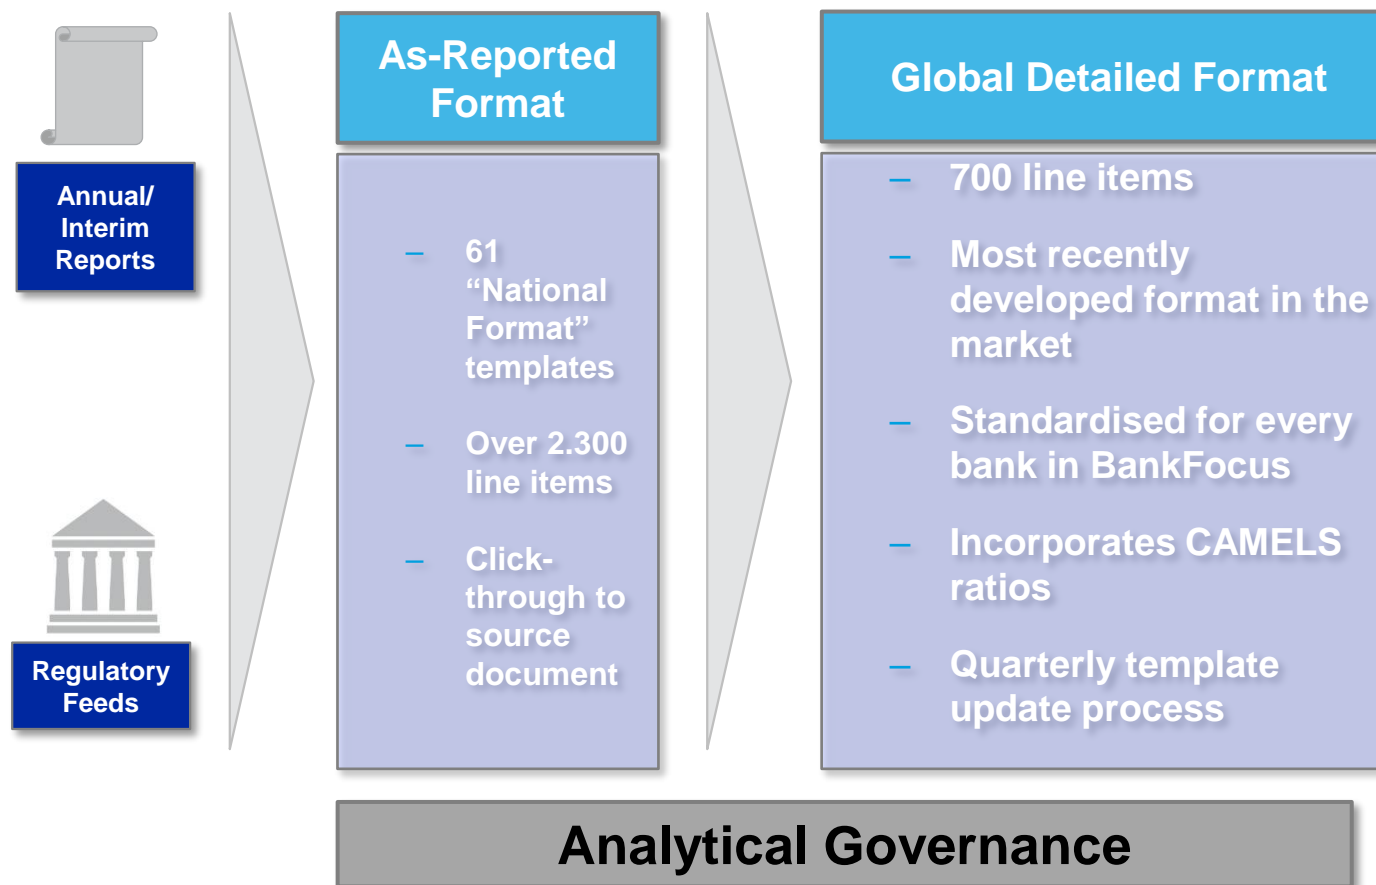 Annual/
Interim
Reports
Regulatory
Feeds
As-Reported
Format
– 61
“National
Format”
templates
– Over 2.300
line items
– Click-
through to
source
document
Global Detailed Format
– 700 line items
– Most recently
developed format in the
market
– Standardised for every
bank in BankFocus
– Incorporates CAMELS
ratios
– Quarterly template
update process
Analytical Governance